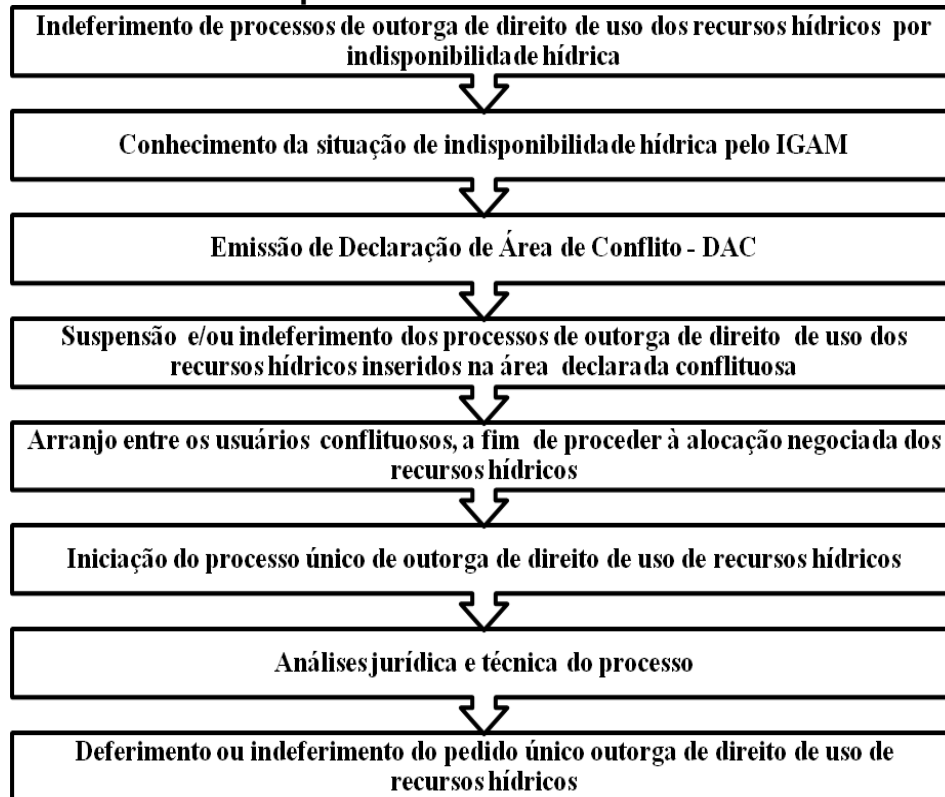 Indeferimento de processos de outorga de direito de uso dos recursos hídricos por
indisponibilidade hídrica
Conhecimento da situação de indisponibilidade hídrica pelo IGAM
Emissão de Declaração de Área de Conflito - DAC
Suspensão e/ou indeferimento dos processos de outorga de direito de uso dos
recursos hídricos inseridos na área declarada conflituosa
Arranjo entre os usuários conflituosos, a fim de proceder à alocação negociada dos
recursos hídricos
Iniciação do processo único de outorga de direito de uso de recursos hídricos
Análises jurídica e técnica do processo
Deferimento ou indeferimento do pedido único outorga de direito de uso de
recursos hídricos